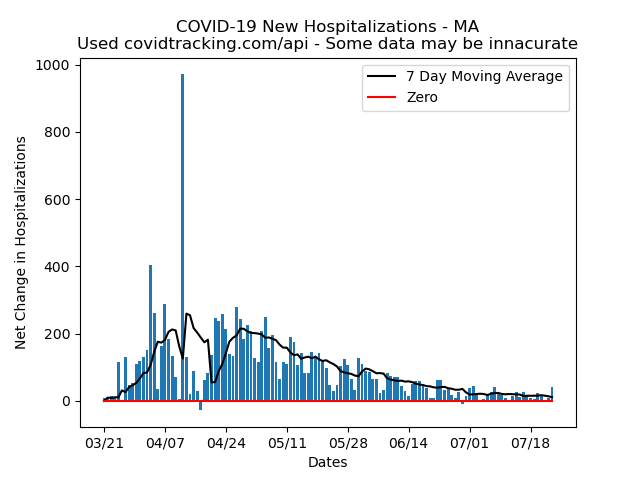 COVID-19 New Hospitalizations - MA
Used covidtracking.com/api - Some data may be innacurate
7 Day Moving Average
Zero
Net Change in Hospitalizations
1000
800
600
400
200
0
03/21 04/07 04/24 05/11 05/28 06/14 07/01 07/18
Dates